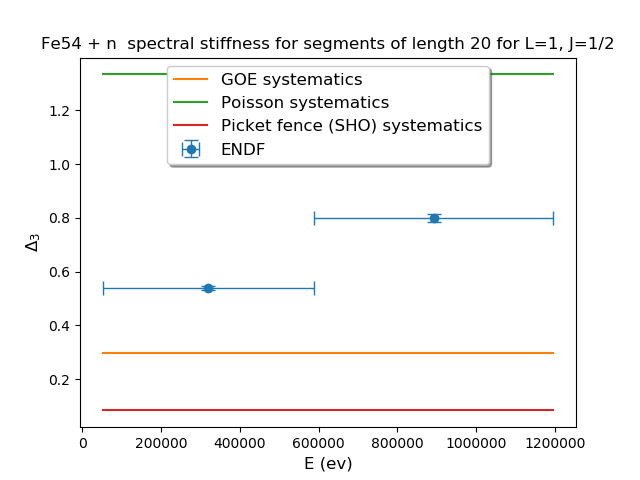 Fe54 + n  spectral stiffness for segments of length 20 for L=1, J=1/2
GOE systematics
Poisson systematics
Picket fence (SHO) systematics
ENDF
Δ₃
1.2
1.0
0.8
0.6
0.4
0.2
0 200000 400000 600000 800000 1000000 1200000
E (ev)